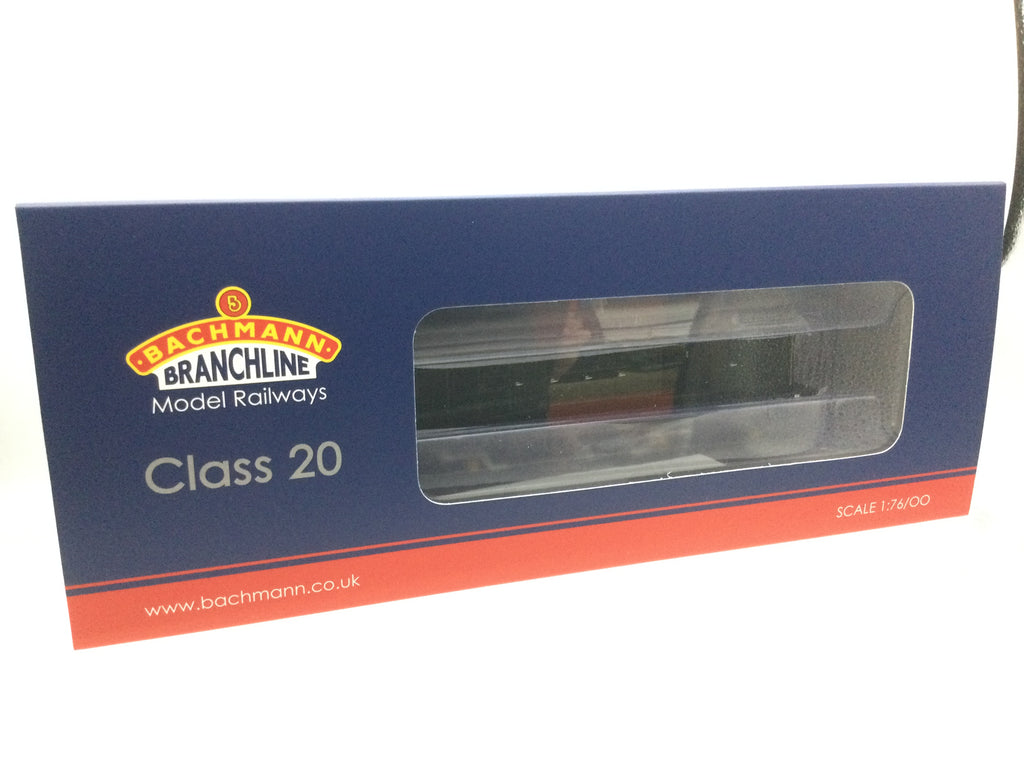 BACHMANN
BRANCHLINE
Model Railways
Class 20
SCALE 1:76/OO
www.bachmann.co.uk